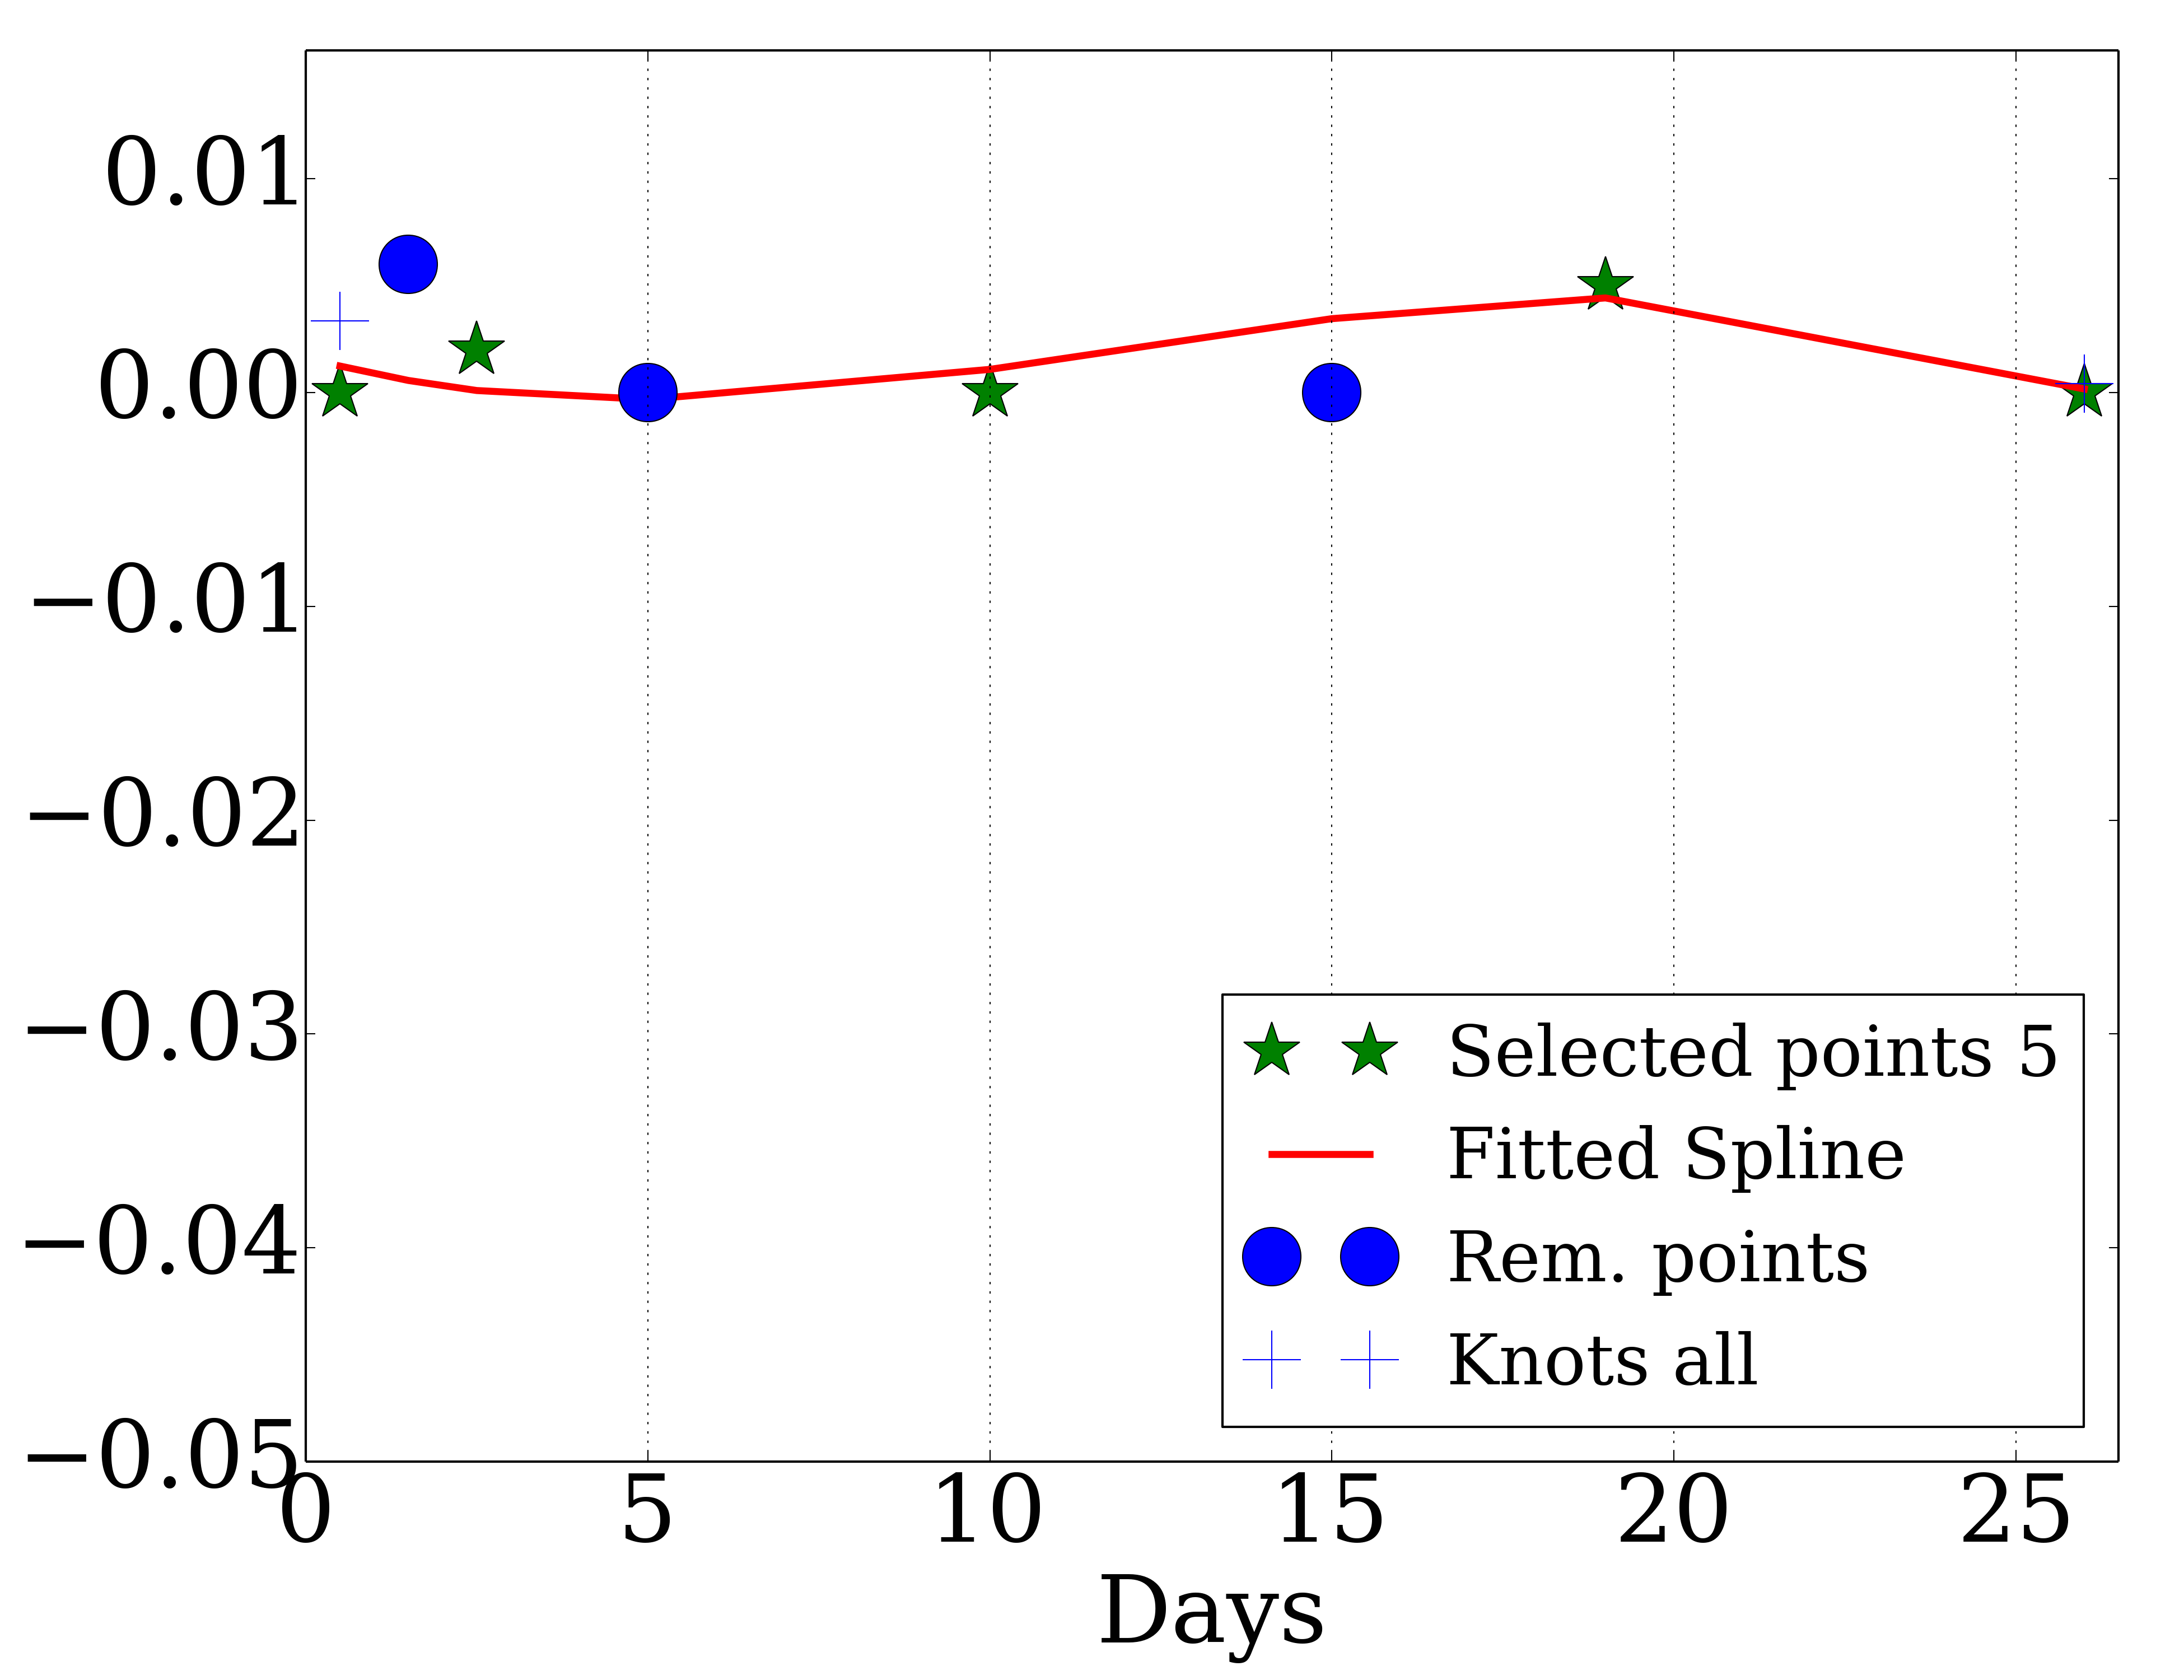 0.01
0.00
−0.01
−0.02
−0.03
−0.04
−0.05
0 5 10 15 20 25
Days
Selected points 5
Fitted Spline
Rem. points
Knots all